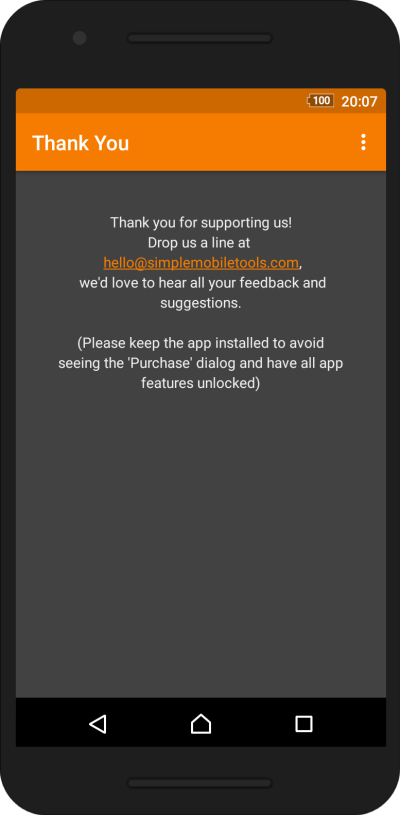 100 20:07
Thank You
Thank you for supporting us!
Drop us a line at
hello@simplemobiletools.com,
we'd love to hear all your feedback and
suggestions.
(Please keep the app installed to avoid
seeing the 'Purchase' dialog and have all app
features unlocked)